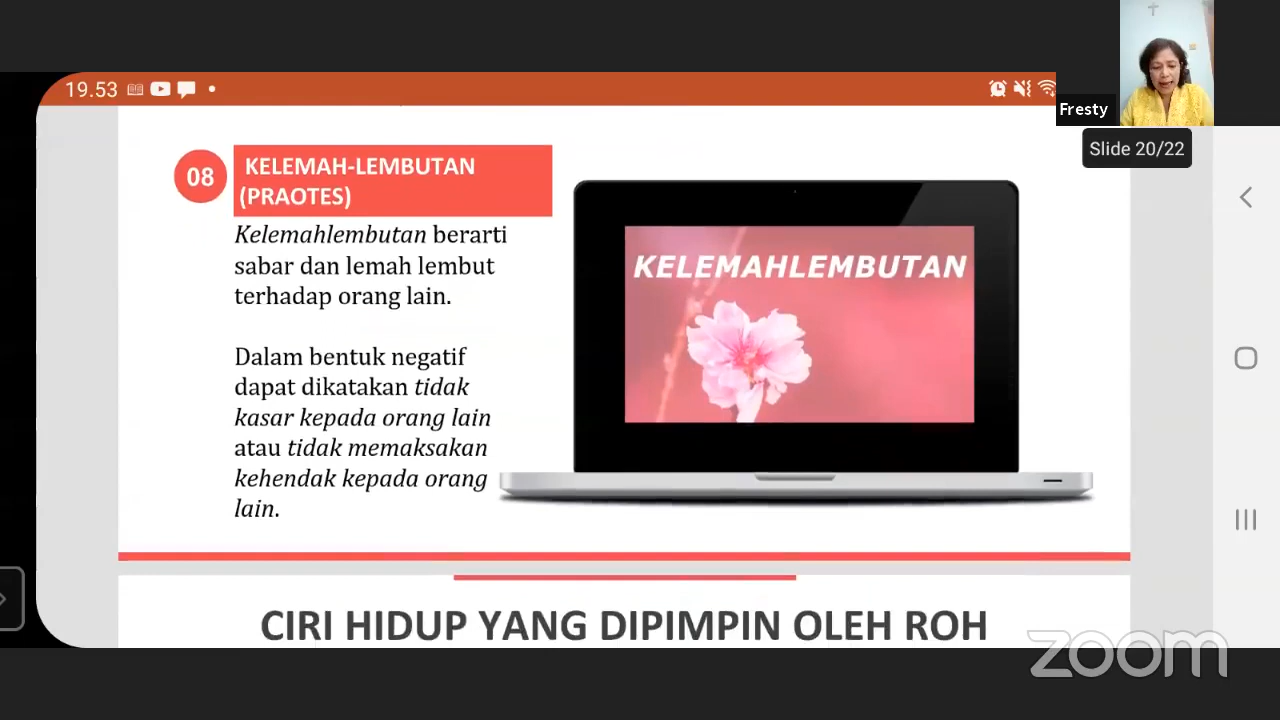 19.53
Fresty
Slide 20/22
08
KELEMAH-LEMBUTAN
(PRAOTES)
Kelemahlembutan berarti
sabar dan lemah lembut
terhadap orang lain.
Dalam bentuk negatif
dapat dikatakan tidak
kasar kepada orang lain
atau tidak memaksakan
kehendak kepada orang
lain.
KELEMAHLEMBUTAN
CIRI HIDUP YANG DIPIMPIN OLEH ROH
zoom